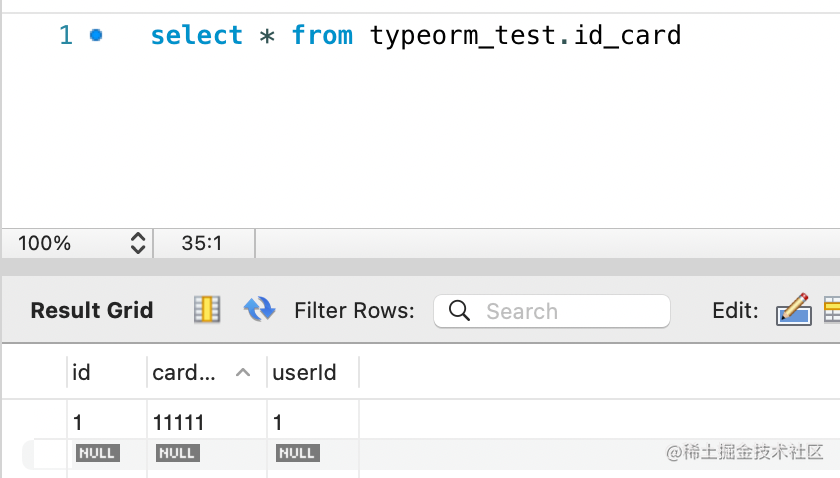 1 select * from typeorm_test.id_card
100% 35:1
Result Grid Filter Rows: Search Edit:
id card... userId
1 11111 1
NULL NULL NULL
@稀土掘金技术社区